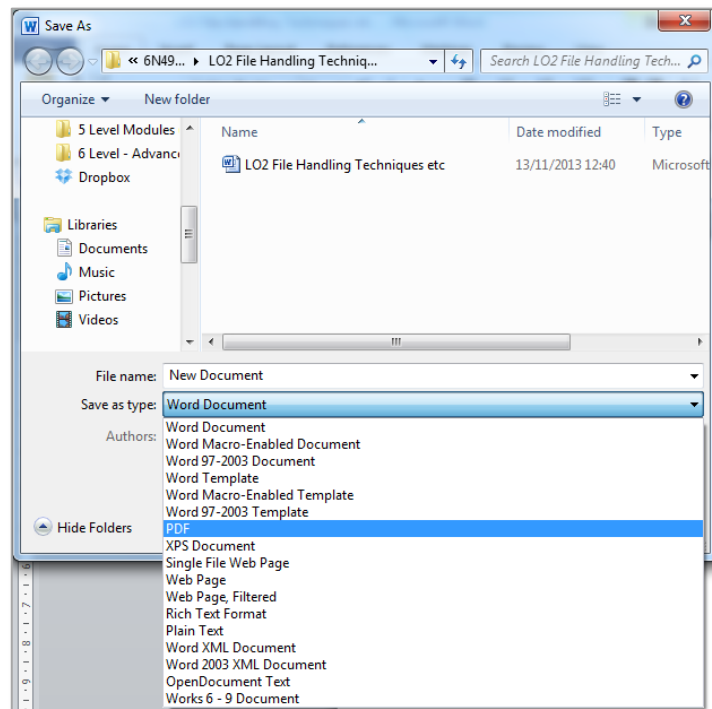 Save As
« 6N49... LO2 File Handling Techniq... Search LO2 File Handling Tech...
Organize New folder
5 Level Modules Name Date modified Type
6 Level - Advanc LO2 File Handling Techniques etc 13/11/2013 12:40 Microsoft
Dropbox
Libraries
Documents
Music
Pictures
Videos
File name: New Document
Save as type: Word Document
Authors: Word Document
Word Macro-Enabled Document
Word 97-2003 Document
Word Template
Word Macro-Enabled Template
Word 97-2003 Template
Hide Folders PDF
XPS Document
Single File Web Page
Web Page
Web Page, Filtered
Rich Text Format
Plain Text
Word XML Document
Word 2003 XML Document
OpenDocument Text
Works 6 - 9 Document